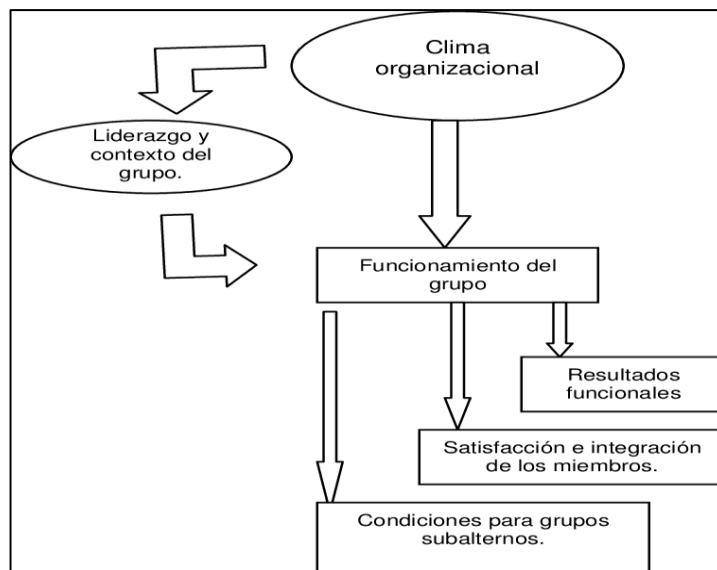 Clima
organizacional
Liderazgo y
contexto del
grupo.
Funcionamiento del
grupo
Resultados
funcionales
Satisfacción e integración
de los miembros.
Condiciones para grupos
subalternos.